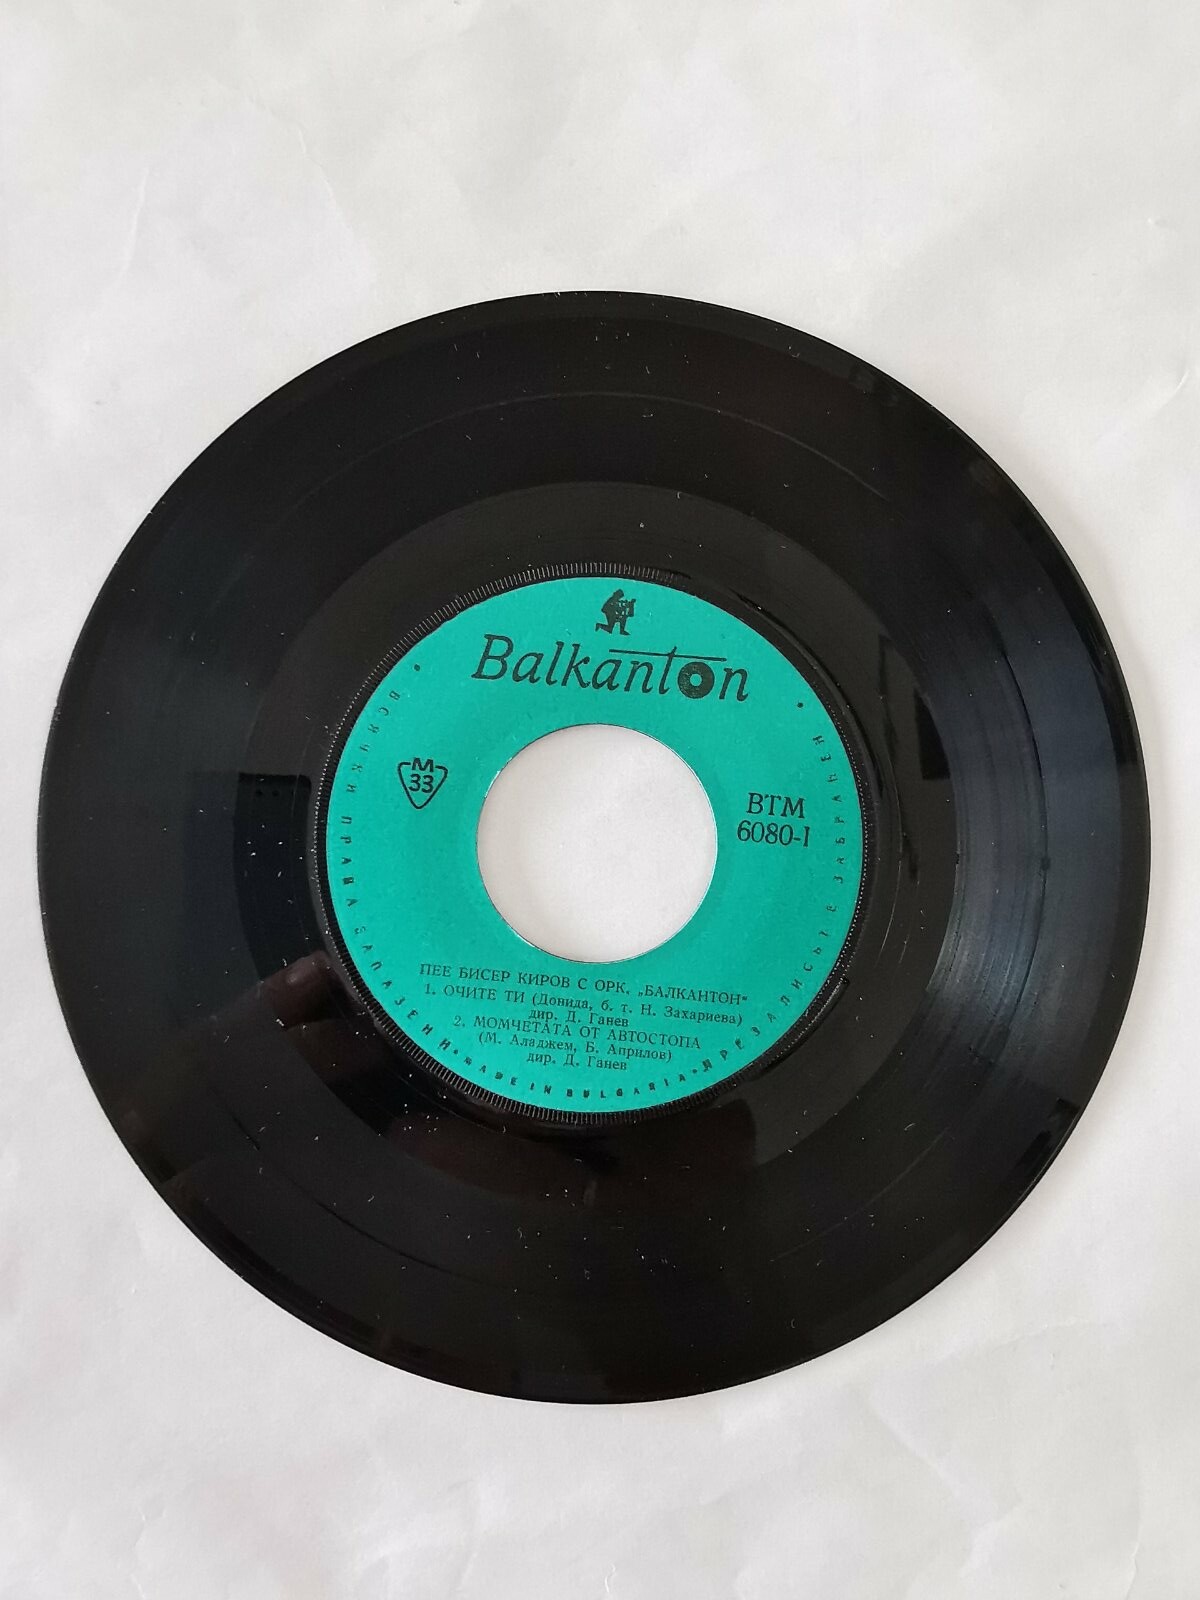 Balkanton
M
33
ВТМ
6080-I
ПЕЕ БИСЕР КИРОВ С ОРК. „БАЛКАНТОН"
1. ОЧИТЕ ТИ (Донида, б. т. Н. Захариева)
дир. Д. Ганев
2. МОМЧЕТАТА ОТ АВТОСТОПА
(М. Аладжем, Б. Априлов)
дир. Д. Ганев
• ВСИЧКИ ПРАВА ЗАПАЗЕНИ • MADE IN BULGARIA • ПРЕЗАПИСЪТ Е ЗАБРАНЕН •